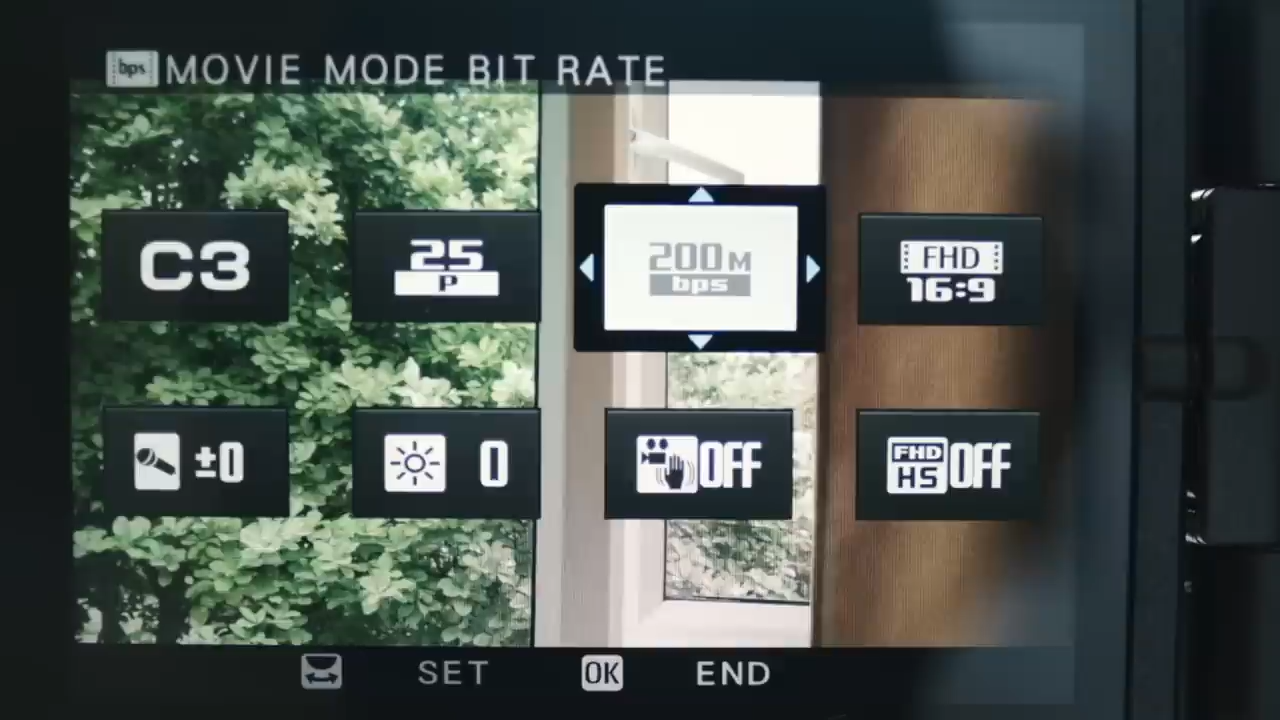 bps MOVIE MODE BIT RATE
C3
25
P
200M
bps
FHD
16:9
±0
0
OFF
FHD
HS OFF
SET
OK END